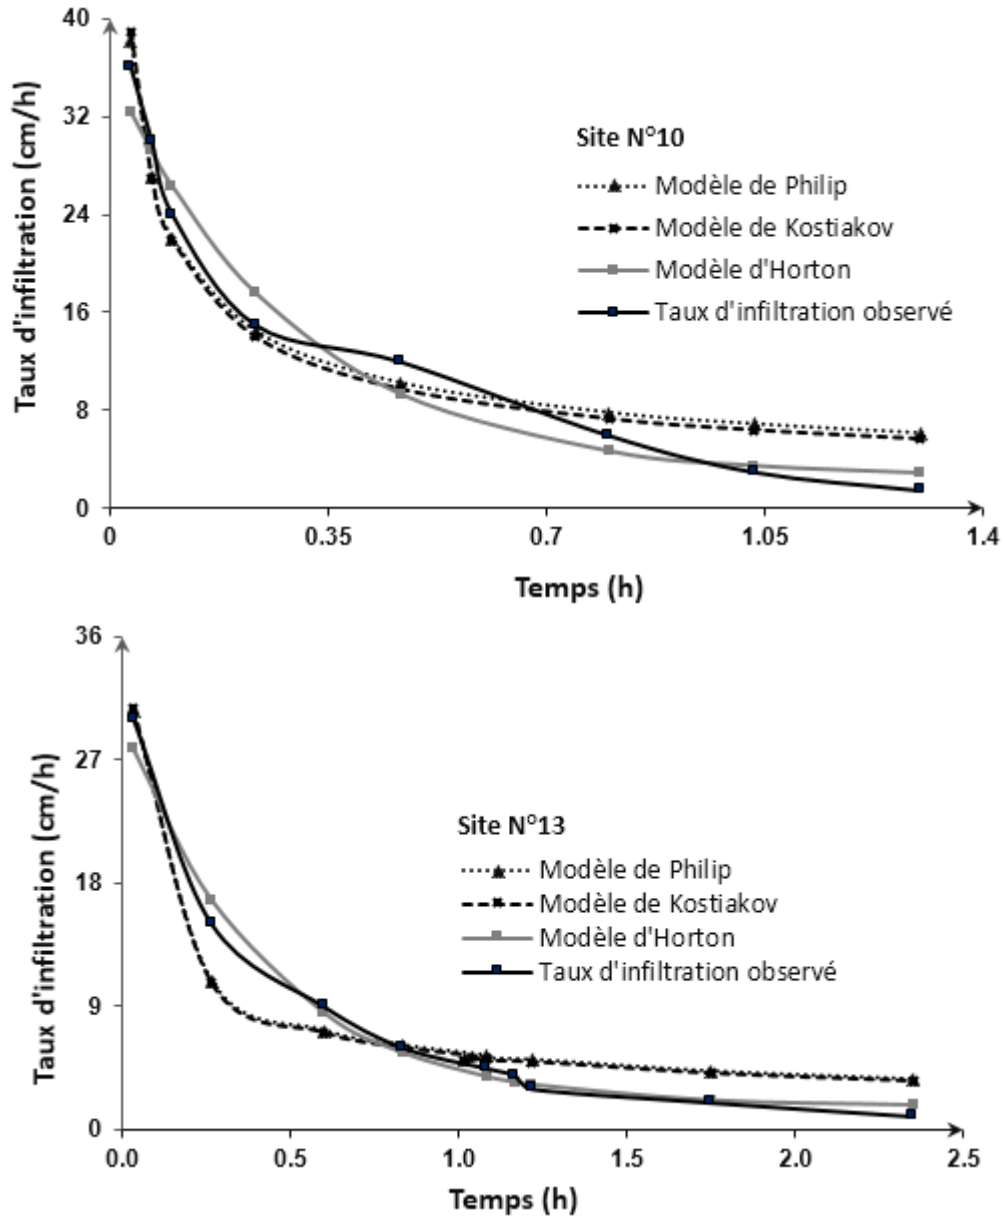 40
32
24
16
8
0
Taux d'infiltration (cm/h)
Site N°10
Modèle de Philip
Modèle de Kostiakov
Modèle d'Horton
Taux d'infiltration observé
0 0.35 0.7 1.05 1.4
Temps (h)
36
27
18
9
0
Taux d'infiltration (cm/h)
Site N°13
Modèle de Philip
Modèle de Kostiakov
Modèle d'Horton
Taux d'infiltration observé
0.0 0.5 1.0 1.5 2.0 2.5
Temps (h)